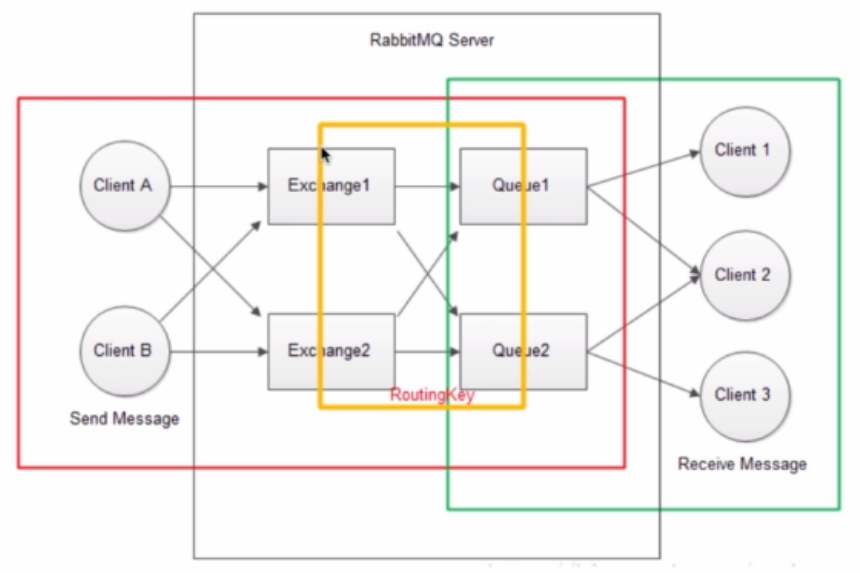 RabbitMQ Server
Client A
Exchange1
Queue1
Client 1
Client 2
Client B
Exchange2
Queue2
RoutingKey
Client 3
Send Message
Receive Message